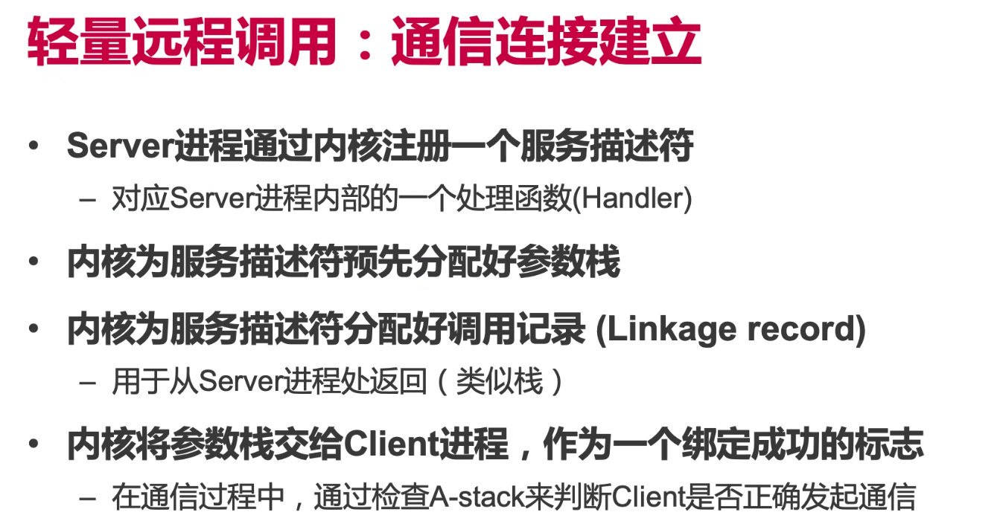 轻量远程调用：通信连接建立
• Server进程通过内核注册一个服务描述符
– 对应Server进程内部的一个处理函数(Handler)
• 内核为服务描述符预先分配好参数栈
• 内核为服务描述符分配好调用记录 (Linkage record)
– 用于从Server进程处返回（类似栈）
• 内核将参数栈交给Client进程，作为一个绑定成功的标志
– 在通信过程中，通过检查A-stack来判断Client是否正确发起通信